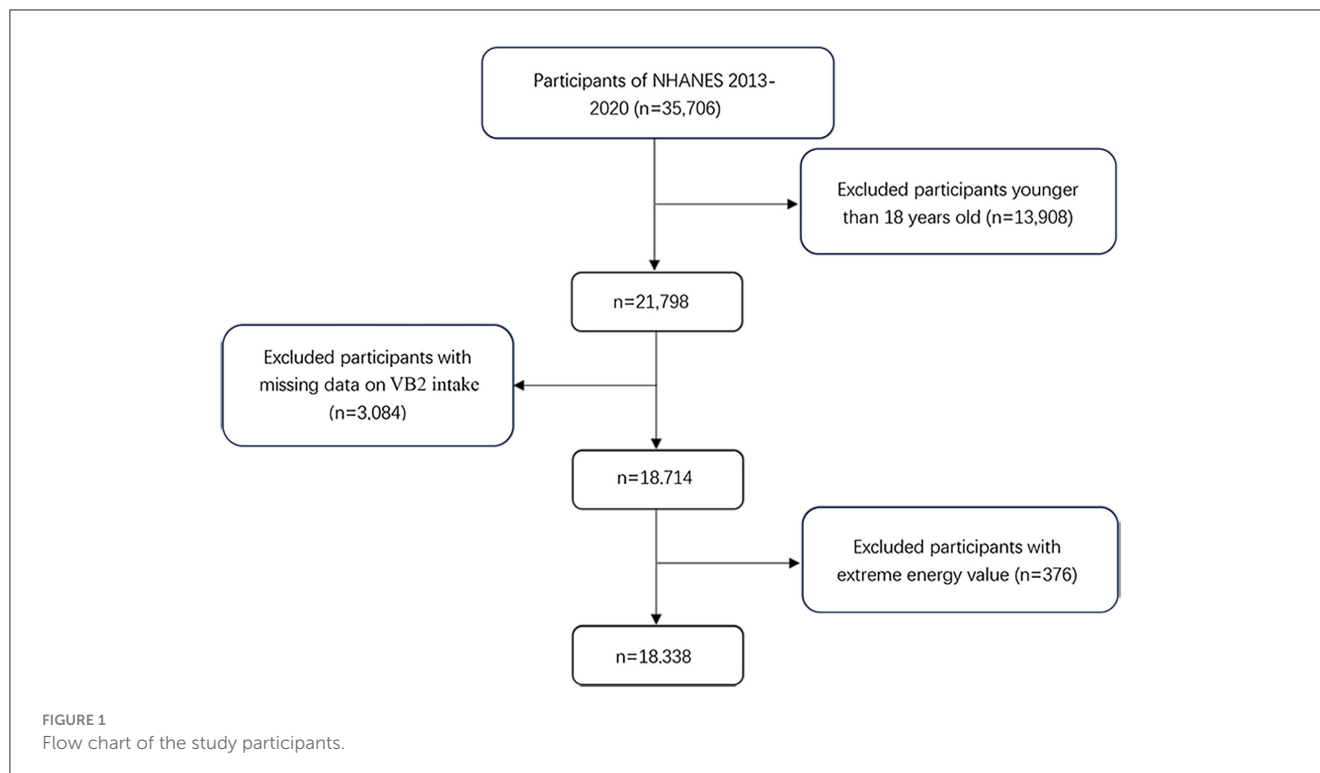 Participants of NHANES 2013-
2020 (n=35,706)
Excluded participants younger
than 18 years old (n=13,908)
n=21,798
Excluded participants with
missing data on VB2 intake
(n=3,084)
n=18.714
Excluded participants with
extreme energy value (n=376)
n=18.338
FIGURE 1
Flow chart of the study participants.